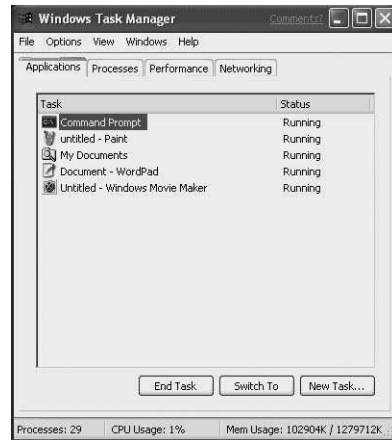 Windows Task Manager Comments?
File Options View Windows Help
Applications Processes Performance Networking
Task Status
Command Prompt Running
untitled - Paint Running
My Documents Running
Document - WordPad Running
Untitled - Windows Movie Maker Running
End Task Switch To New Task...
Processes: 29 CPU Usage: 1% Mem Usage: 102904K / 1279712K